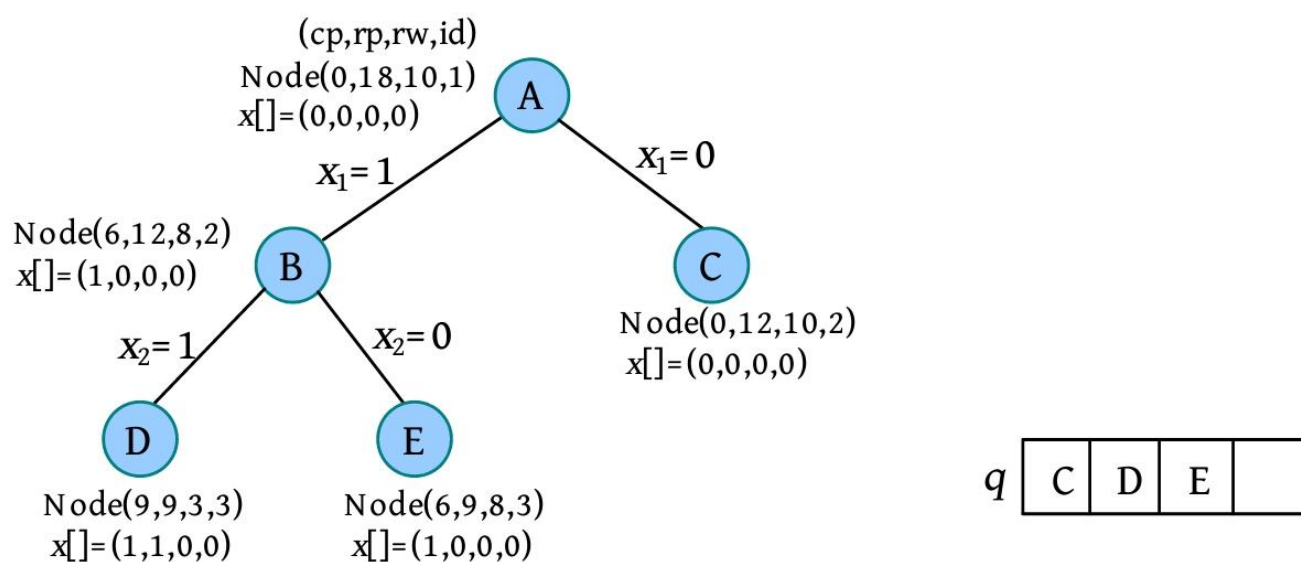 (cp,rp,rw,id)
Node(0,18,10,1)
x[]=(0,0,0,0)
A
x₁=1
x₁=0
Node(6,12,8,2)
x[]=(1,0,0,0)
B
C
Node(0,12,10,2)
x[]=(0,0,0,0)
x₂=1
x₂=0
D
E
q C D E
Node(9,9,3,3)
x[]=(1,1,0,0)
Node(6,9,8,3)
x[]=(1,0,0,0)